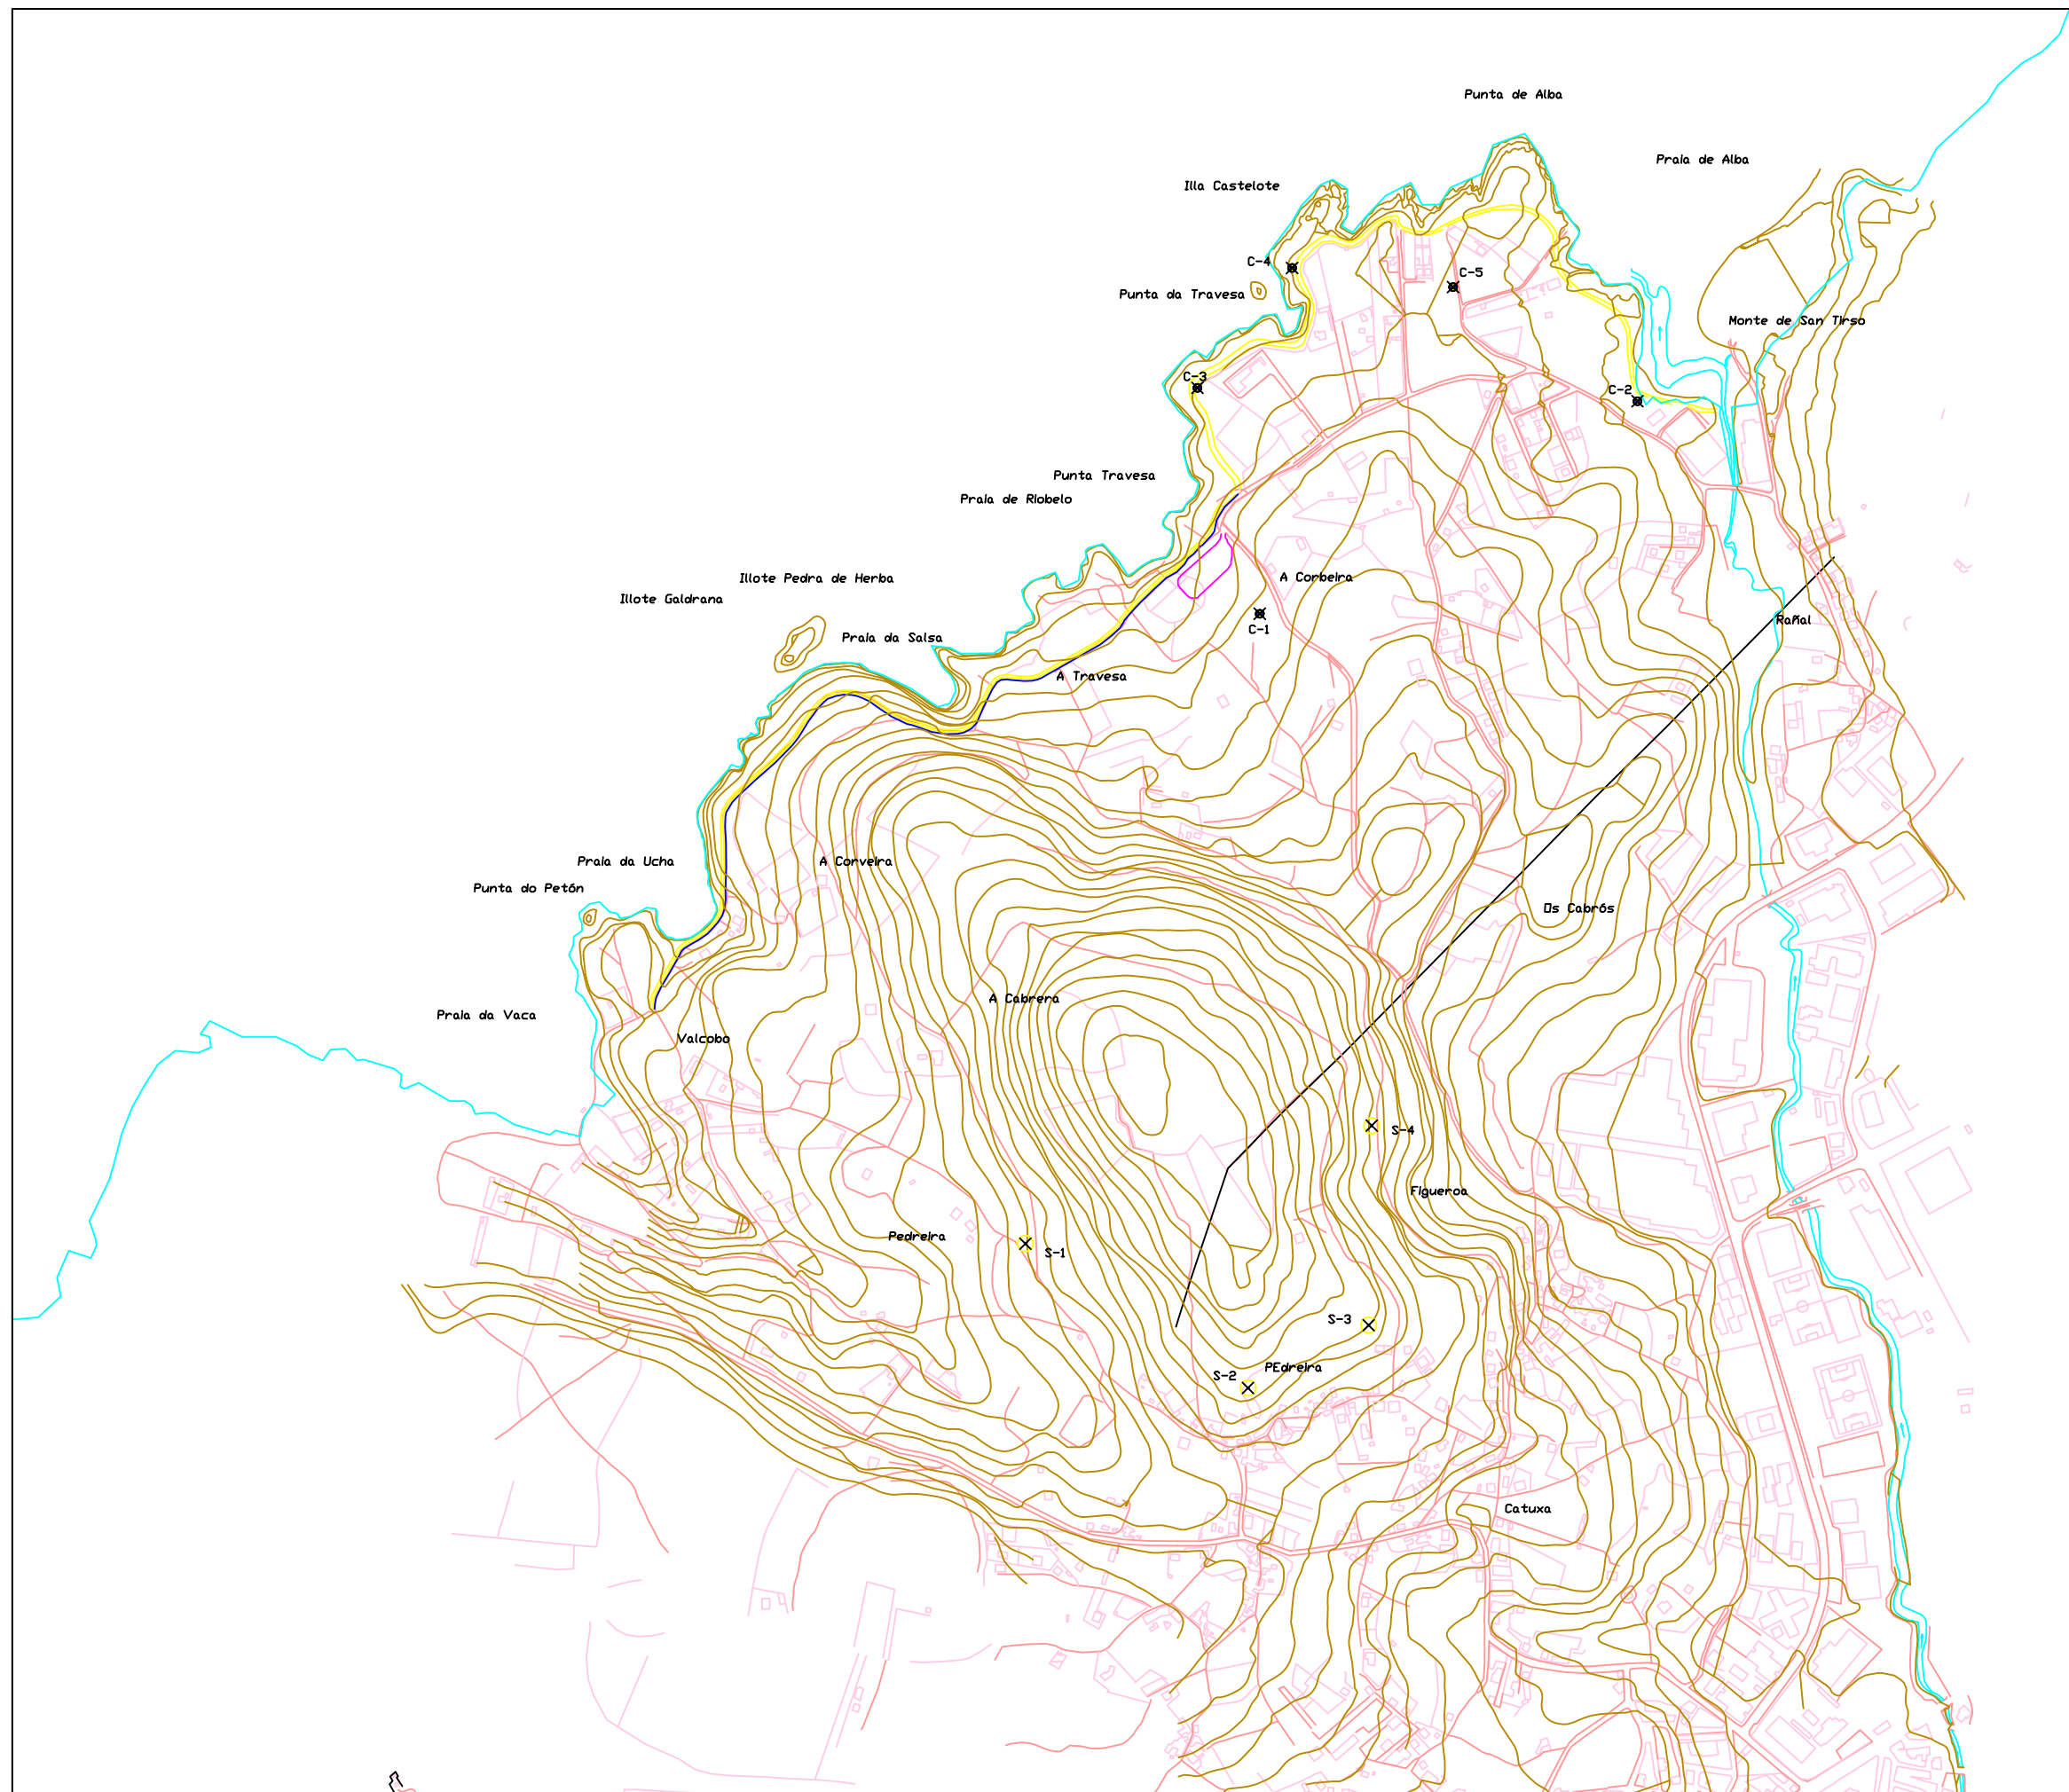 Punta de Alba
Praia de Alba
Illa Castelote
C-4
C-5
Punta da Travesa
Monte de San Tirso
C-3
C-2
Punta Travesa
Praia de Riobelo
A Corbeira
Illote Pedra de Herba
Illote Galdrana
Rañal
C-1
Praia da Salsa
A Travesa
Praia da Ucha
A Corveira
Punta do Petón
s Cabrós
A Cabrera
Praia da Vaca
Valcobo
S-4
Figueroa
Pedreira
S-1
S-3
PEdreira
S-2
Catuxa